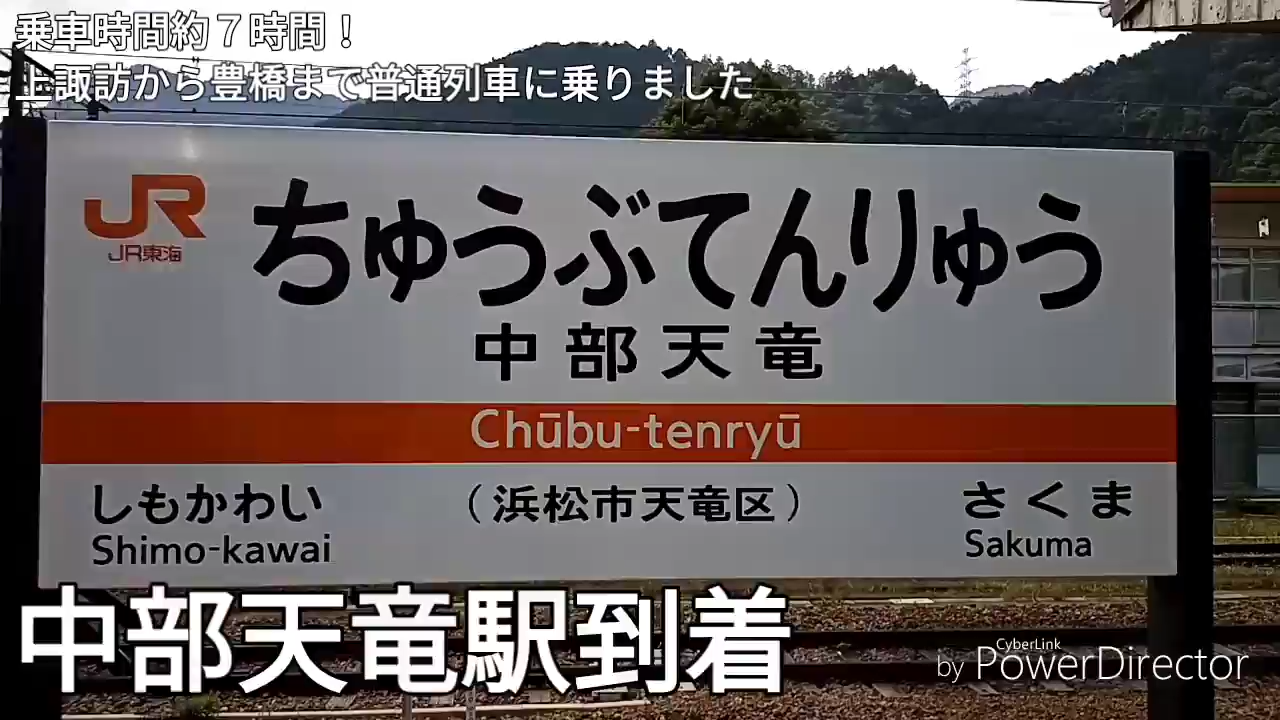 乗車時間約７時間！
上諏訪から豊橋まで普通列車に乗りました
JR
JR東海
ちゅうぶてんりゅう
中部天竜
Chūbu-tenryū
しもかわい
Shimo-kawai
（浜松市天竜区）
さくま
Sakuma
中部天竜駅到着
CyberLink
by PowerDirector